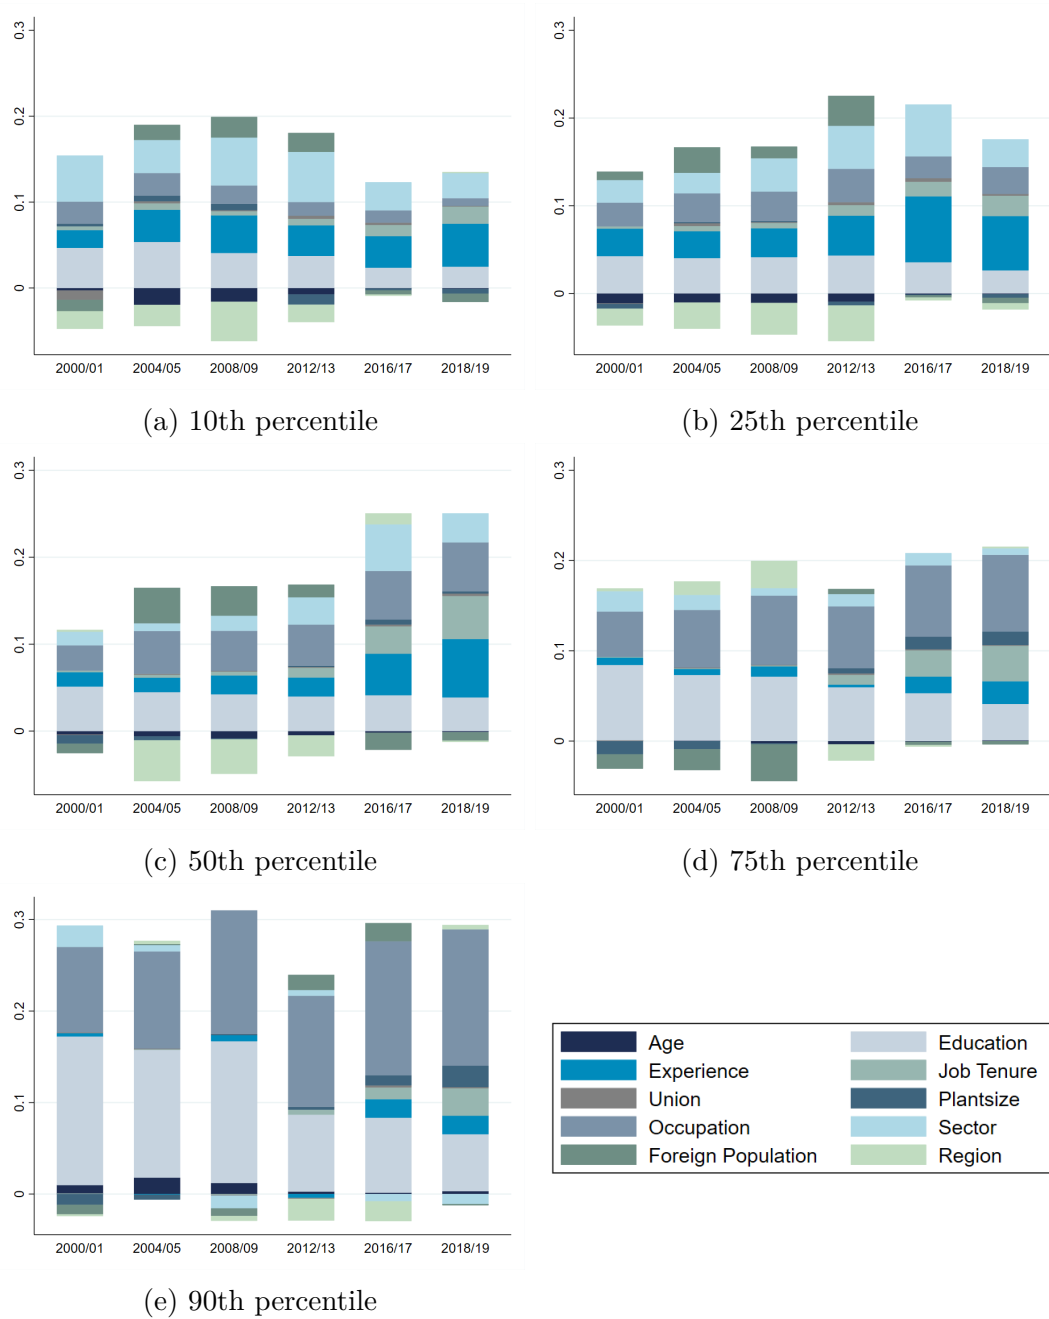 0.3
0.2
0.1
0
2000/01 2004/05 2008/09 2012/13 2016/17 2018/19
(a) 10th percentile
0.3
0.2
0.1
0
2000/01 2004/05 2008/09 2012/13 2016/17 2018/19
(b) 25th percentile
0.3
0.2
0.1
0
2000/01 2004/05 2008/09 2012/13 2016/17 2018/19
(c) 50th percentile
0.3
0.2
0.1
0
2000/01 2004/05 2008/09 2012/13 2016/17 2018/19
(d) 75th percentile
0.3
0.2
0.1
0
2000/01 2004/05 2008/09 2012/13 2016/17 2018/19
(e) 90th percentile
Age Education
Experience Job Tenure
Union Plantsize
Occupation Sector
Foreign Population Region